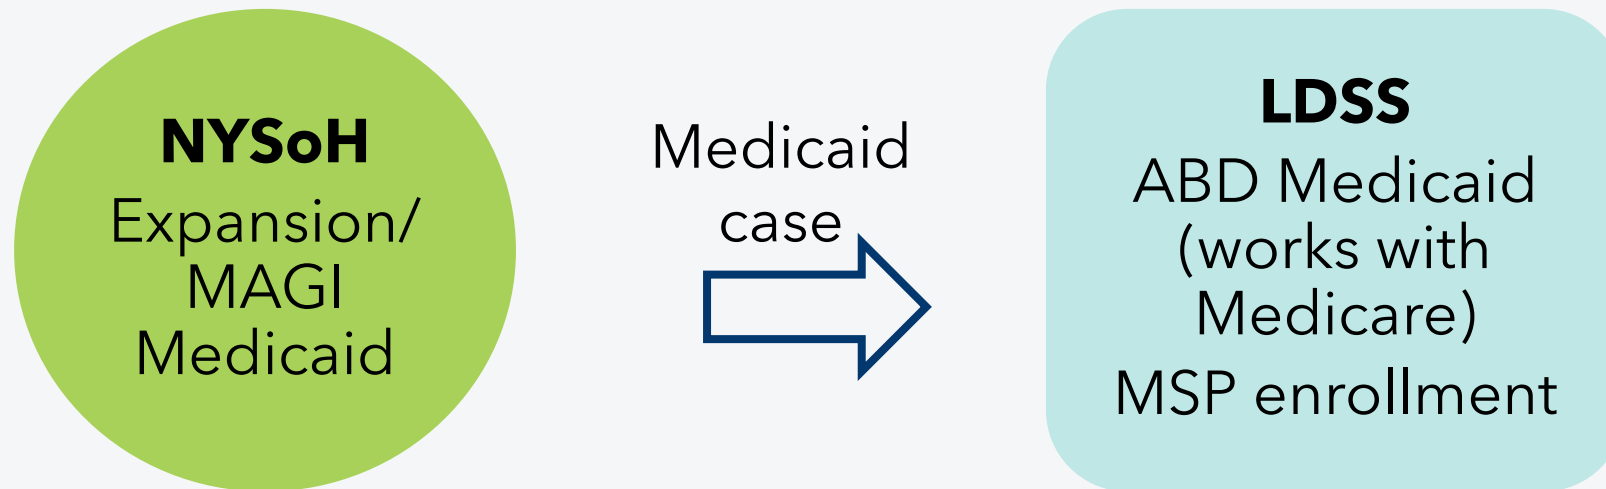 NYSoH
Expansion/
MAGI
Medicaid
Medicaid
case
LDSS
ABD Medicaid
(works with
Medicare)
MSP enrollment